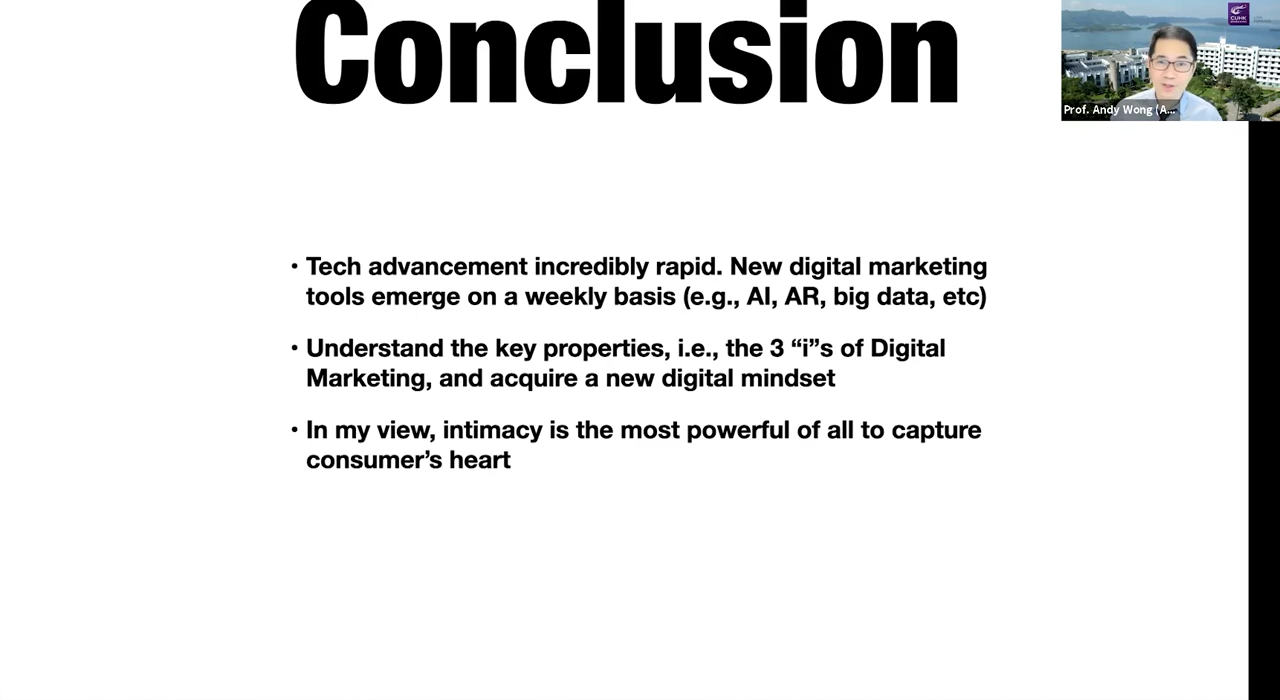 Conclusion
CUHK
Prof. Andy Wong (A...
• Tech advancement incredibly rapid. New digital marketing
tools emerge on a weekly basis (e.g., AI, AR, big data, etc)
• Understand the key properties, i.e., the 3 “i”s of Digital
Marketing, and acquire a new digital mindset
• In my view, intimacy is the most powerful of all to capture
consumer’s heart